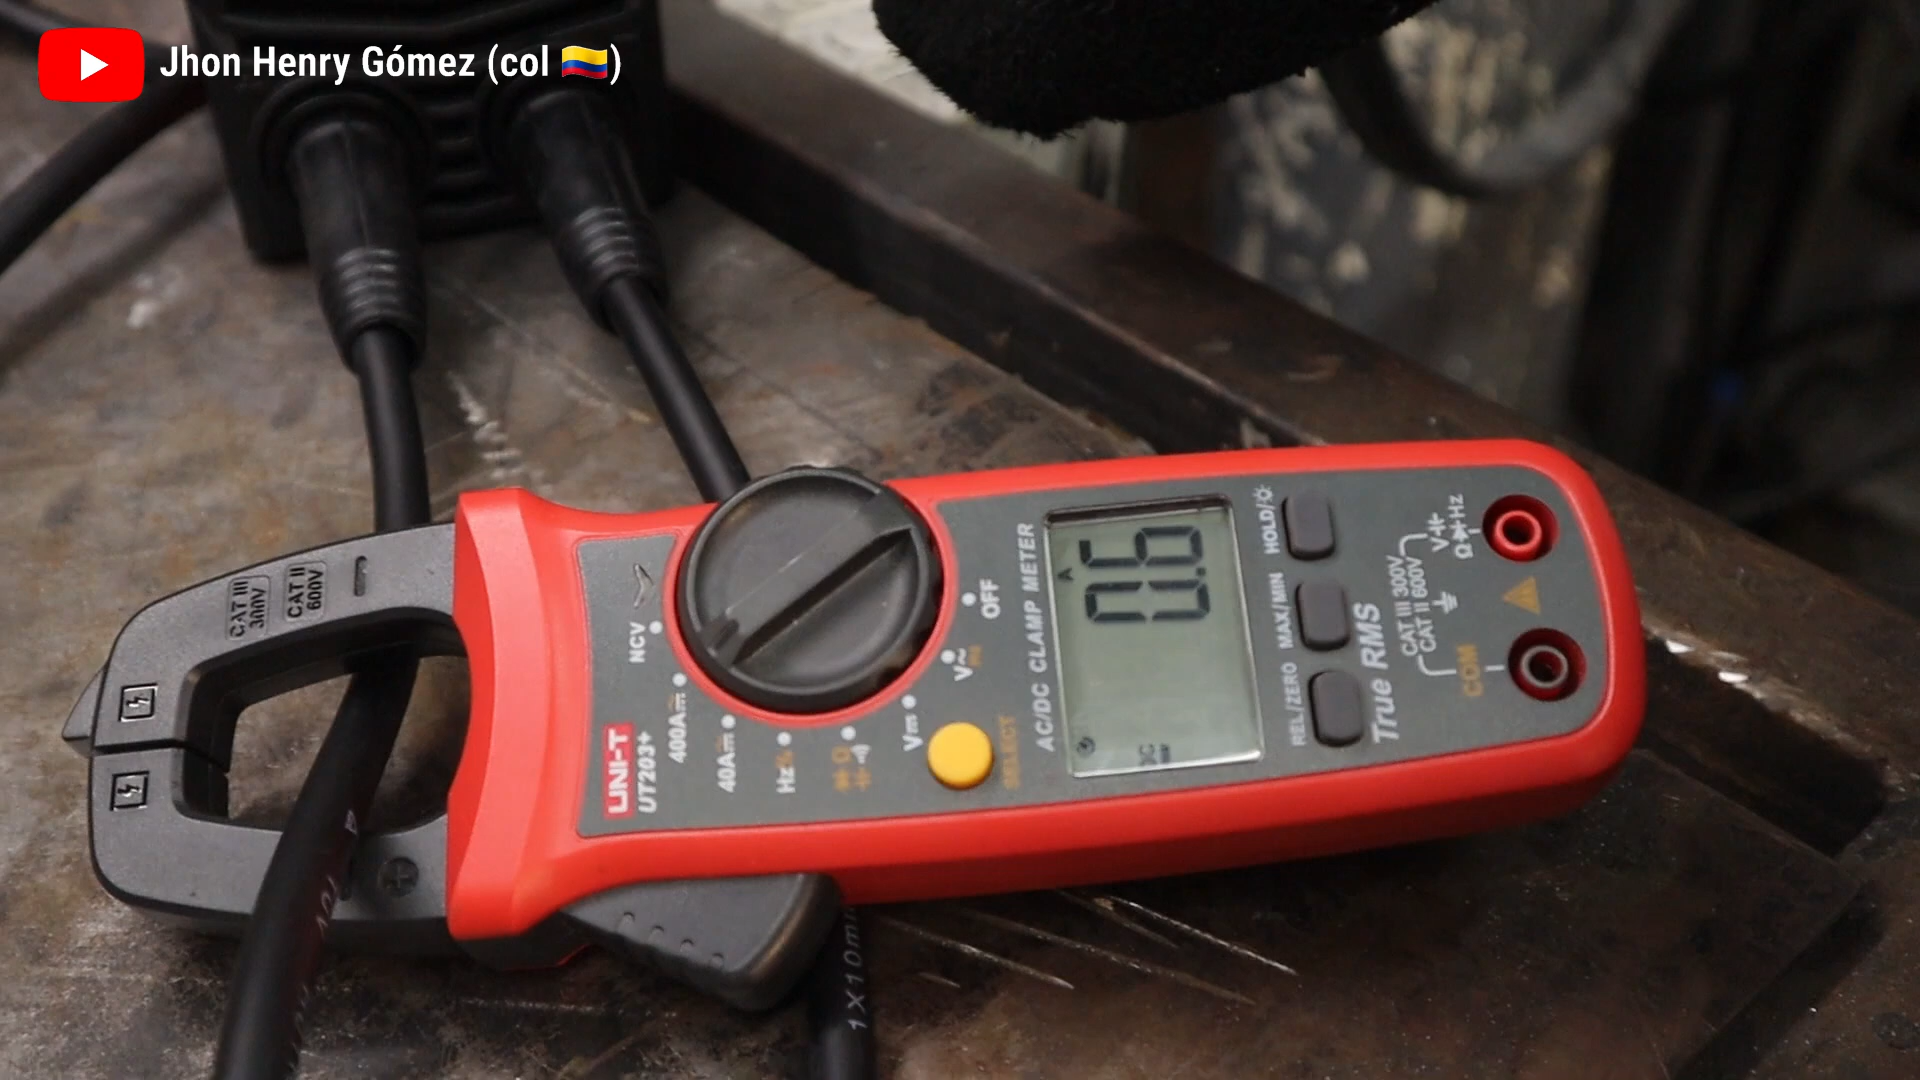 Jhon Henry Gómez (col 🇨🇴)
CAT III
300V
CAT II
600V
NCV
400A
40A
Hz%
V
V~
OFF
UNI-T
UT203+
SELECT
AC/DC CLAMP METER
A
0.6
DC
HOLD/
MAX/MIN
REL/ZERO
True RMS
CAT III 300V
CAT II 600V
V
Hz
Ω
COM
1X10m